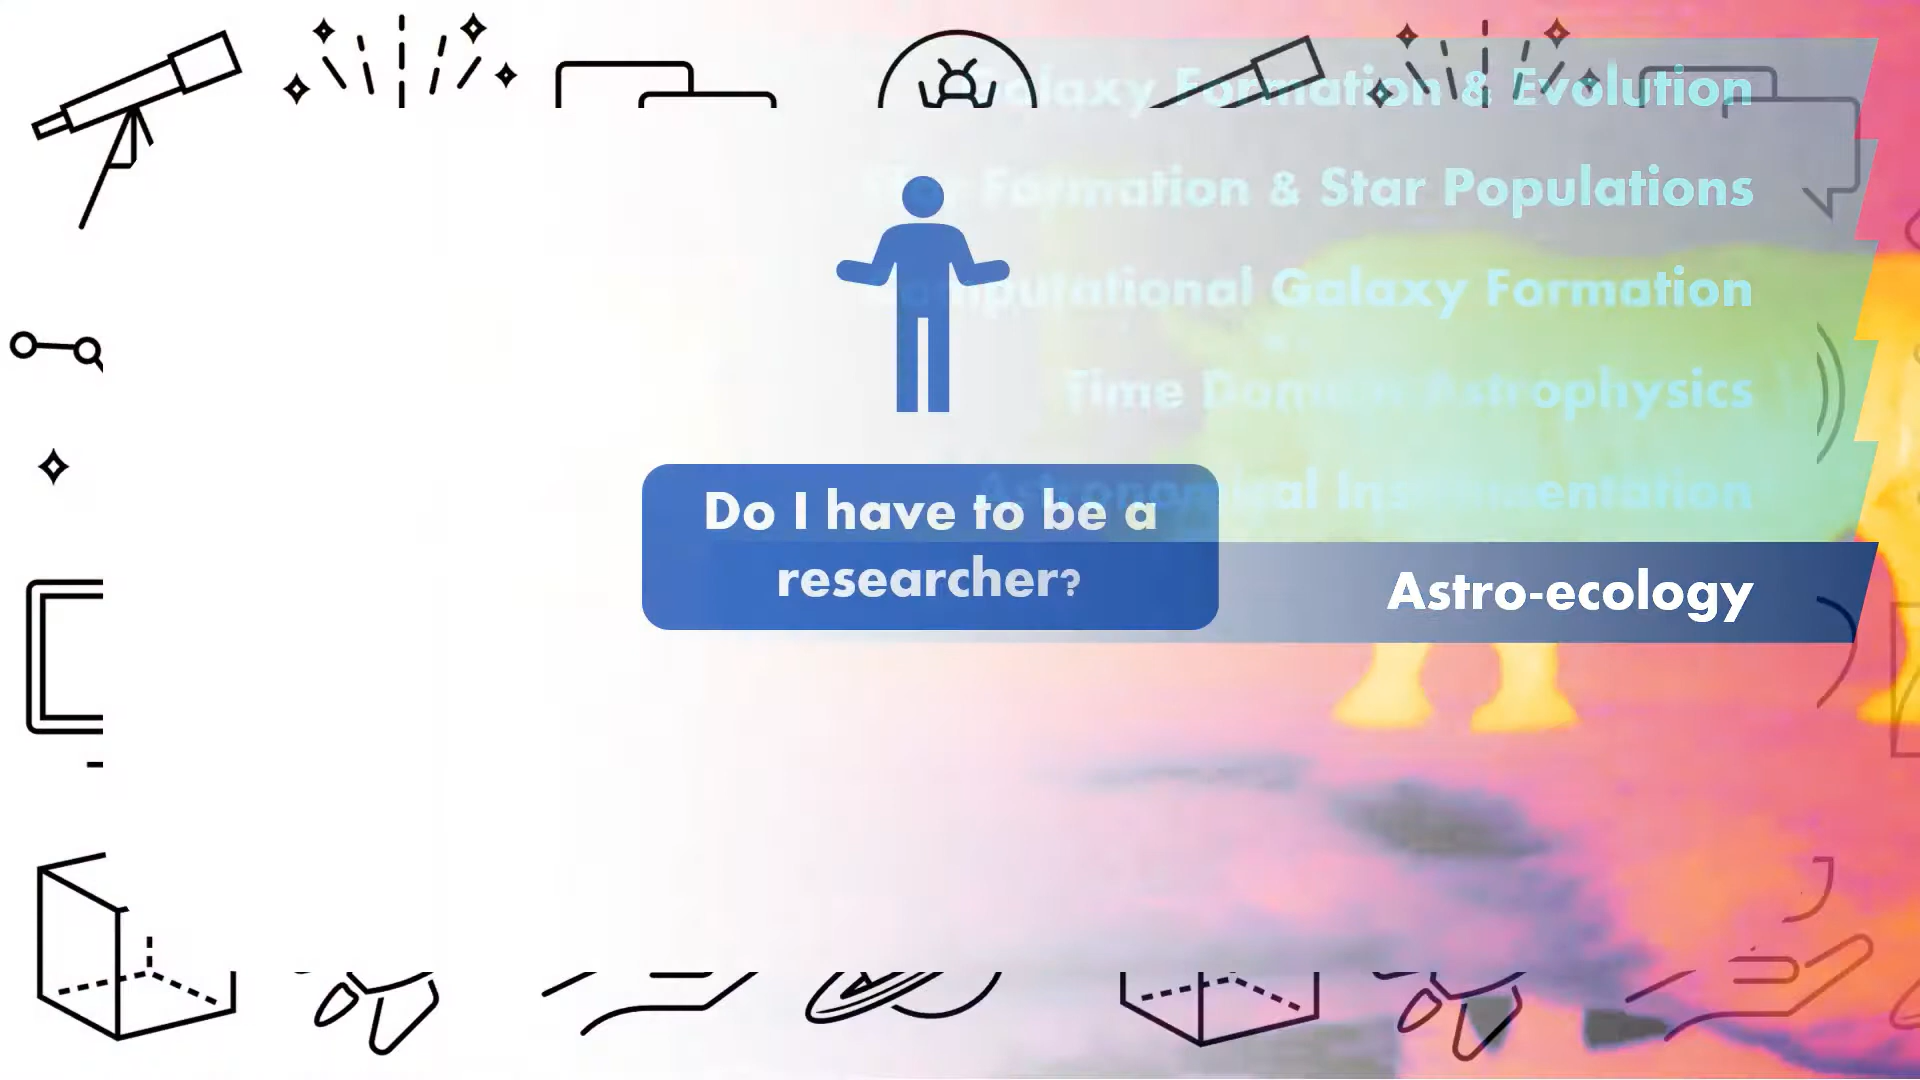 Galaxy Formation & Evolution
Formation & Star Populations
Computational Galaxy Formation
Time Domain Astrophysics
Astronomical Instrumentation
Do I have to be a
researcher?
Astro-ecology